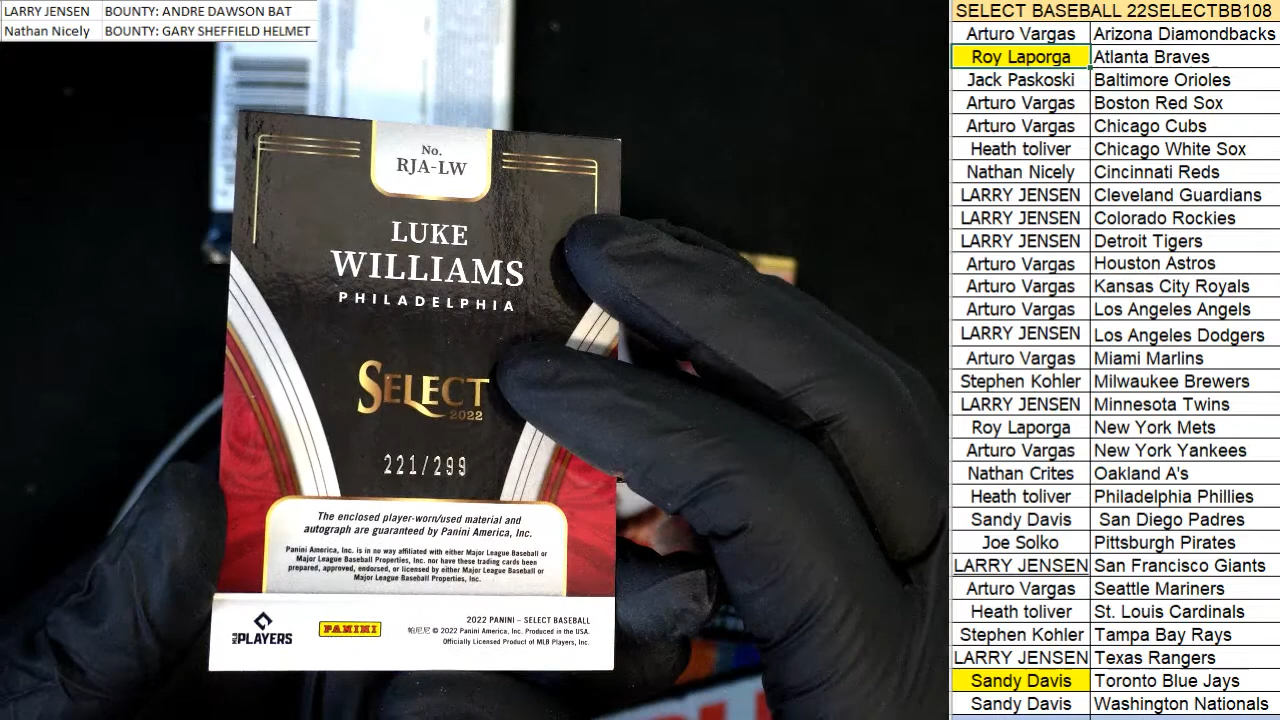 LARRY JENSEN BOUNTY: ANDRE DAWSON BAT
Nathan Nicely BOUNTY: GARY SHEFFIELD HELMET
No.
RJA-LW
LUKE
WILLIAMS
PHILADELPHIA
SELECT
2022
221/299
The enclosed player-worn/used material and
autograph are guaranteed by Panini America, Inc.
Panini America, Inc. is in no way affiliated with either Major League Baseball or
Major League Baseball Properties, Inc. nor have these trading cards been
prepared, approved, endorsed, or licensed by either Major League Baseball or
Major League Baseball Properties, Inc.
MLB PLAYERS
PANINI
2022 PANINI – SELECT BASEBALL
帕尼尼 © 2022 Panini America, Inc. Produced in the USA.
Officially Licensed Product of MLB Players, Inc.
SELECT BASEBALL 22SELECTBB108
Arturo Vargas Arizona Diamondbacks
Roy Laporga Atlanta Braves
Jack Paskoski Baltimore Orioles
Arturo Vargas Boston Red Sox
Arturo Vargas Chicago Cubs
Heath toliver Chicago White Sox
Nathan Nicely Cincinnati Reds
LARRY JENSEN Cleveland Guardians
LARRY JENSEN Colorado Rockies
LARRY JENSEN Detroit Tigers
Arturo Vargas Houston Astros
Arturo Vargas Kansas City Royals
Arturo Vargas Los Angeles Angels
LARRY JENSEN Los Angeles Dodgers
Arturo Vargas Miami Marlins
Stephen Kohler Milwaukee Brewers
LARRY JENSEN Minnesota Twins
Roy Laporga New York Mets
Arturo Vargas New York Yankees
Nathan Crites Oakland A's
Heath toliver Philadelphia Phillies
Sandy Davis San Diego Padres
Joe Solko Pittsburgh Pirates
LARRY JENSEN San Francisco Giants
Arturo Vargas Seattle Mariners
Heath toliver St. Louis Cardinals
Stephen Kohler Tampa Bay Rays
LARRY JENSEN Texas Rangers
Sandy Davis Toronto Blue Jays
Sandy Davis Washington Nationals